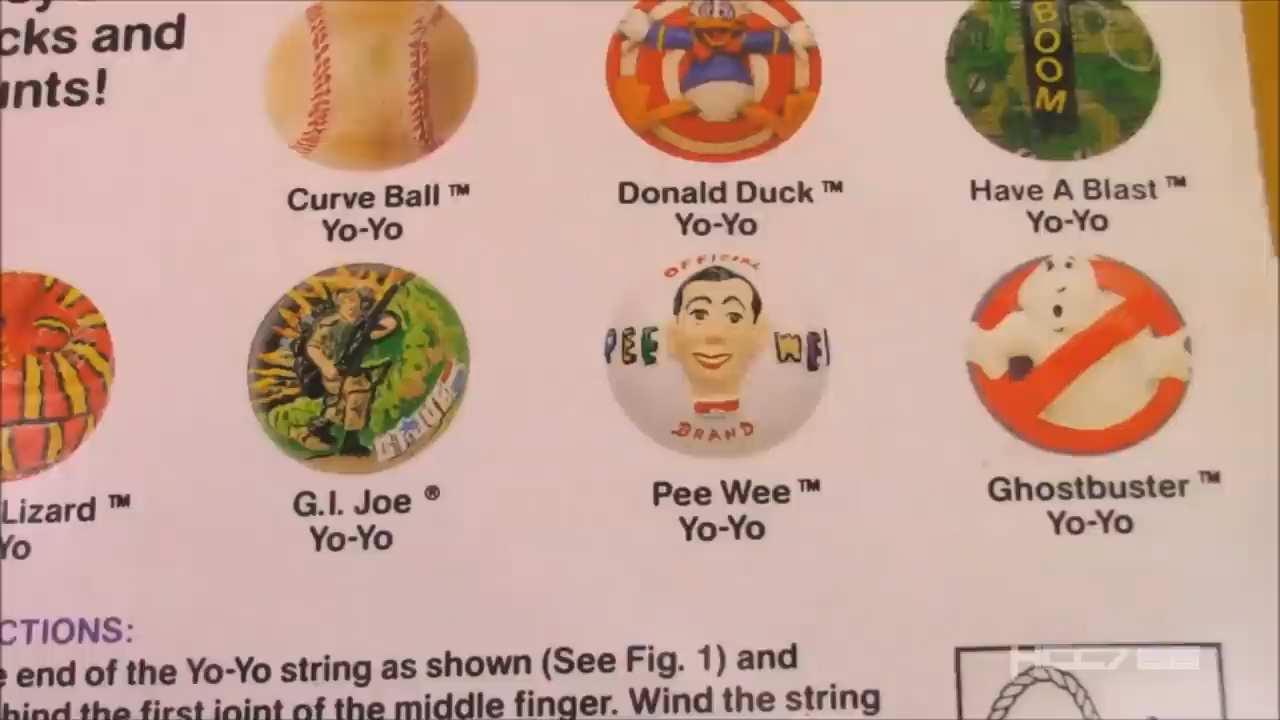 cks and
unts!
BOOM
Curve Ball ™
Yo-Yo
Donald Duck ™
Yo-Yo
Have A Blast ™
Yo-Yo
OFFICIAL
PEE WEE
BRAND
Lizard ™
Yo
G.I. Joe ®
Yo-Yo
Pee Wee ™
Yo-Yo
Ghostbuster ™
Yo-Yo
CTIONS:
e end of the Yo-Yo string as shown (See Fig. 1) and
hind the first joint of the middle finger. Wind the string
HCC788